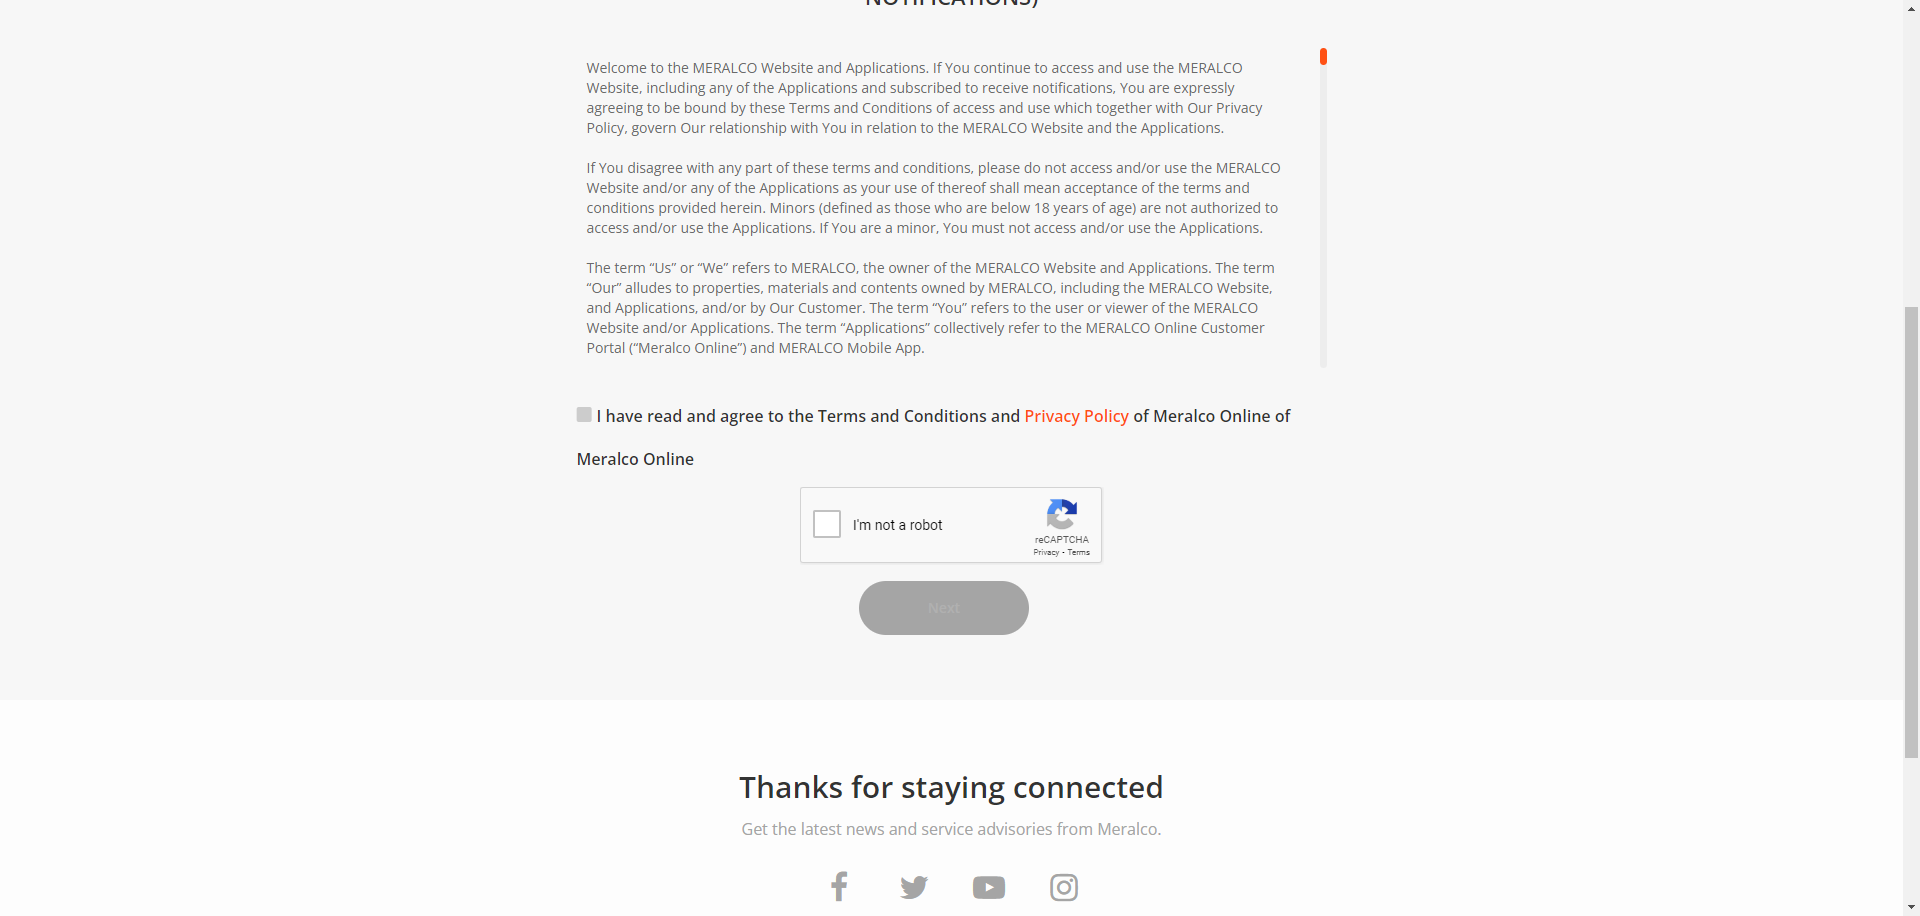 NOTIFICATIONS)
Welcome to the MERALCO Website and Applications. If You continue to access and use the MERALCO
Website, including any of the Applications and subscribed to receive notifications, You are expressly
agreeing to be bound by these Terms and Conditions of access and use which together with Our Privacy
Policy, govern Our relationship with You in relation to the MERALCO Website and the Applications.
If You disagree with any part of these terms and conditions, please do not access and/or use the MERALCO
Website and/or any of the Applications as your use of thereof shall mean acceptance of the terms and
conditions provided herein. Minors (defined as those who are below 18 years of age) are not authorized to
access and/or use the Applications. If You are a minor, You must not access and/or use the Applications.
The term “Us” or “We” refers to MERALCO, the owner of the MERALCO Website and Applications. The term
“Our” alludes to properties, materials and contents owned by MERALCO, including the MERALCO Website,
and Applications, and/or by Our Customer. The term “You” refers to the user or viewer of the MERALCO
Website and/or Applications. The term “Applications” collectively refer to the MERALCO Online Customer
Portal (“Meralco Online”) and MERALCO Mobile App.
I have read and agree to the Terms and Conditions and Privacy Policy of Meralco Online of
Meralco Online
I'm not a robot
reCAPTCHA
Privacy - Terms
Next
Thanks for staying connected
Get the latest news and service advisories from Meralco.